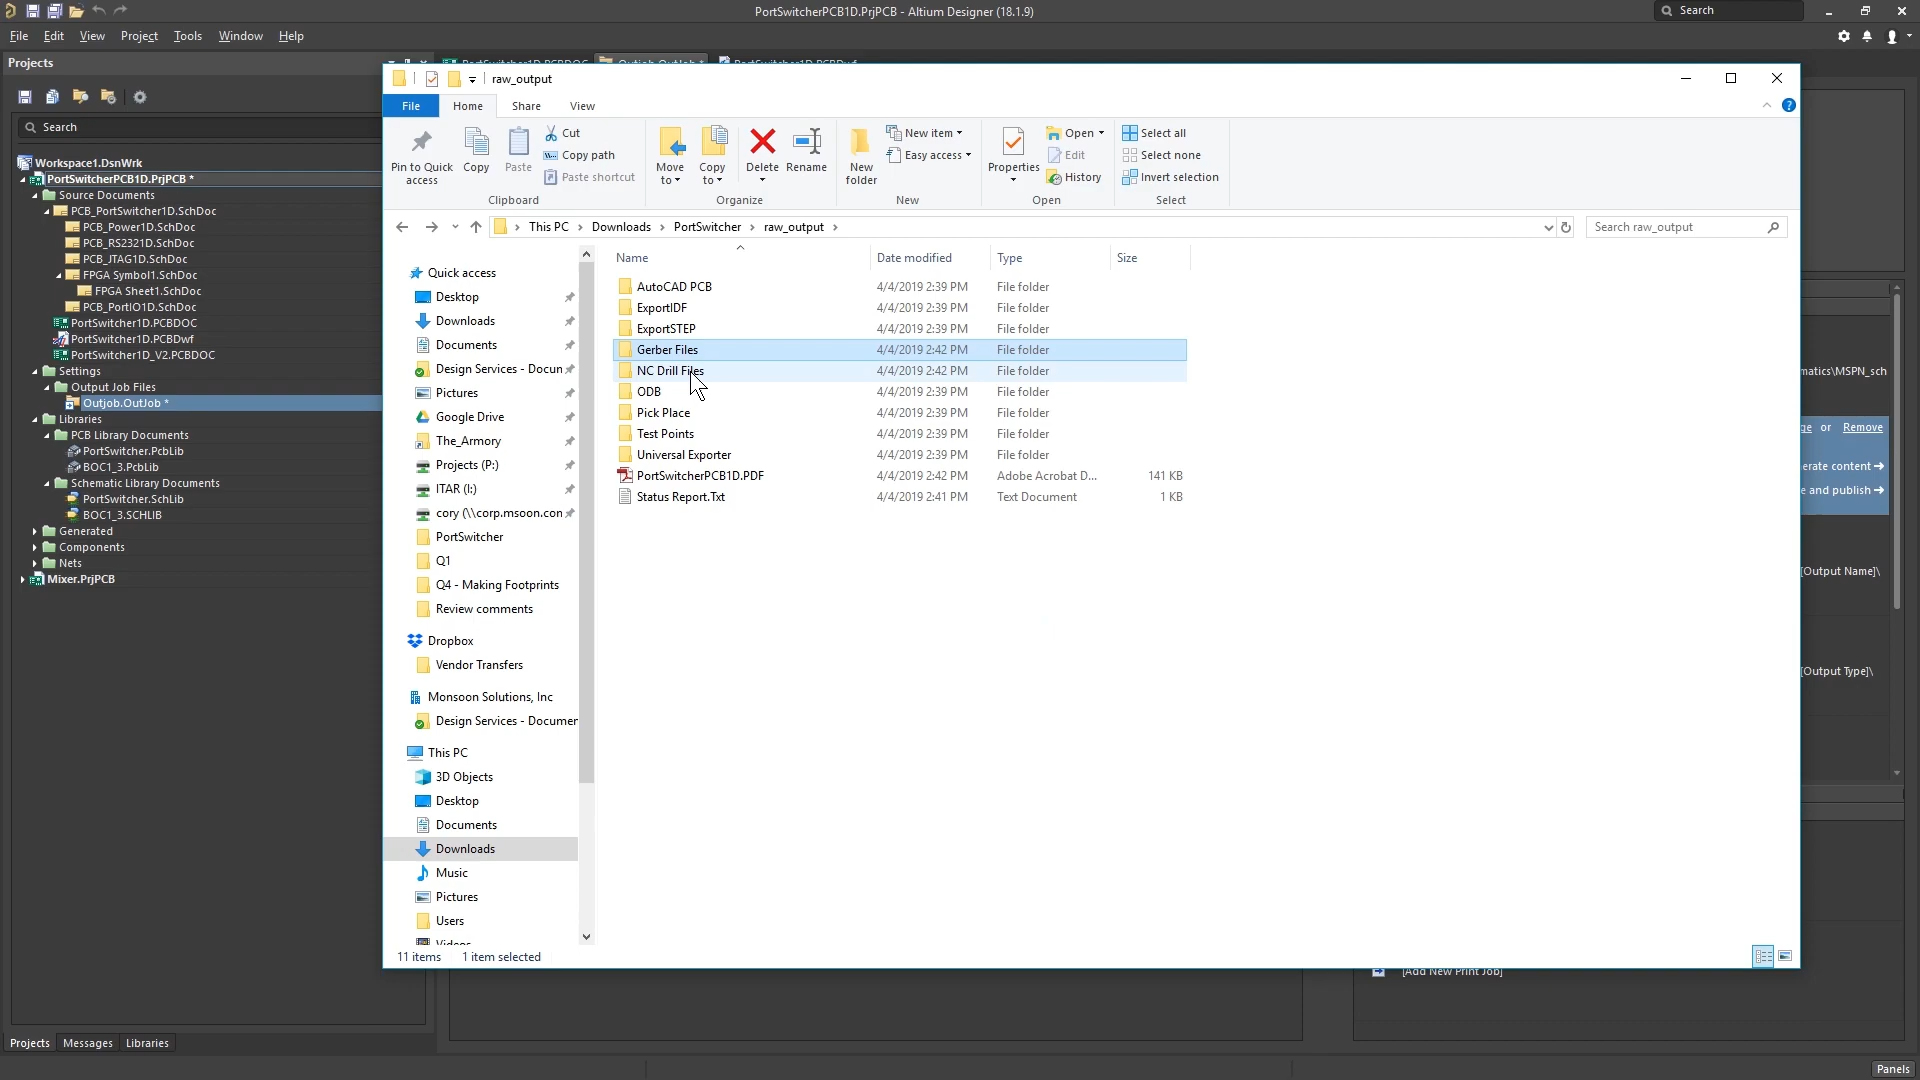 PortSwitcherPCB1D.PrjPCB - Altium Designer (18.1.9)
Search
File Edit View Project Tools Window Help
Projects
Search
Workspace1.DsnWrk
PortSwitcherPCB1D.PrjPCB *
Source Documents
PCB_PortSwitcher1D.SchDoc
PCB_Power1D.SchDoc
PCB_RS2321D.SchDoc
PCB_JTAG1D.SchDoc
FPGA Symbol1.SchDoc
FPGA Sheet1.SchDoc
PCB_PortIO1D.SchDoc
PortSwitcher1D.PCBDOC
PortSwitcher1D.PCBDwf
PortSwitcher1D_V2.PCBDOC
Settings
Output Job Files
Outjob.OutJob *
Libraries
PCB Library Documents
PortSwitcher.PcbLib
BOC1_3.PcbLib
Schematic Library Documents
PortSwitcher.SchLib
BOC1_3.SCHLIB
Generated
Components
Nets
Mixer.PrjPCB
Projects Messages Libraries
raw_output
File Home Share View
Pin to Quick access
Copy
Paste
Cut
Copy path
Paste shortcut
Clipboard
Move to
Copy to
Delete
Rename
Organize
New folder
New item
Easy access
New
Properties
Open
Edit
History
Open
Select all
Select none
Invert selection
Select
This PC > Downloads > PortSwitcher > raw_output >
Search raw_output
Quick access
Desktop
Downloads
Documents
Design Services - Docun
Pictures
Google Drive
The_Armory
Projects (P:)
ITAR (I:)
cory (\\corp.msoon.con
PortSwitcher
Q1
Q4 - Making Footprints
Review comments
Dropbox
Vendor Transfers
Monsoon Solutions, Inc
Design Services - Documen
This PC
3D Objects
Desktop
Documents
Downloads
Music
Pictures
Users
Name Date modified Type Size
AutoCAD PCB 4/4/2019 2:39 PM File folder
ExportIDF 4/4/2019 2:39 PM File folder
ExportSTEP 4/4/2019 2:39 PM File folder
Gerber Files 4/4/2019 2:42 PM File folder
NC Drill Files 4/4/2019 2:42 PM File folder
ODB 4/4/2019 2:39 PM File folder
Pick Place 4/4/2019 2:39 PM File folder
Test Points 4/4/2019 2:39 PM File folder
Universal Exporter 4/4/2019 2:39 PM File folder
PortSwitcherPCB1D.PDF 4/4/2019 2:42 PM Adobe Acrobat D... 141 KB
Status Report.Txt 4/4/2019 2:41 PM Text Document 1 KB
11 items 1 item selected
matics\MSPN_sch
ge or Remove
erate content
e and publish
[Output Name]\
[Output Type]\
[Add New Print Job]
Panels